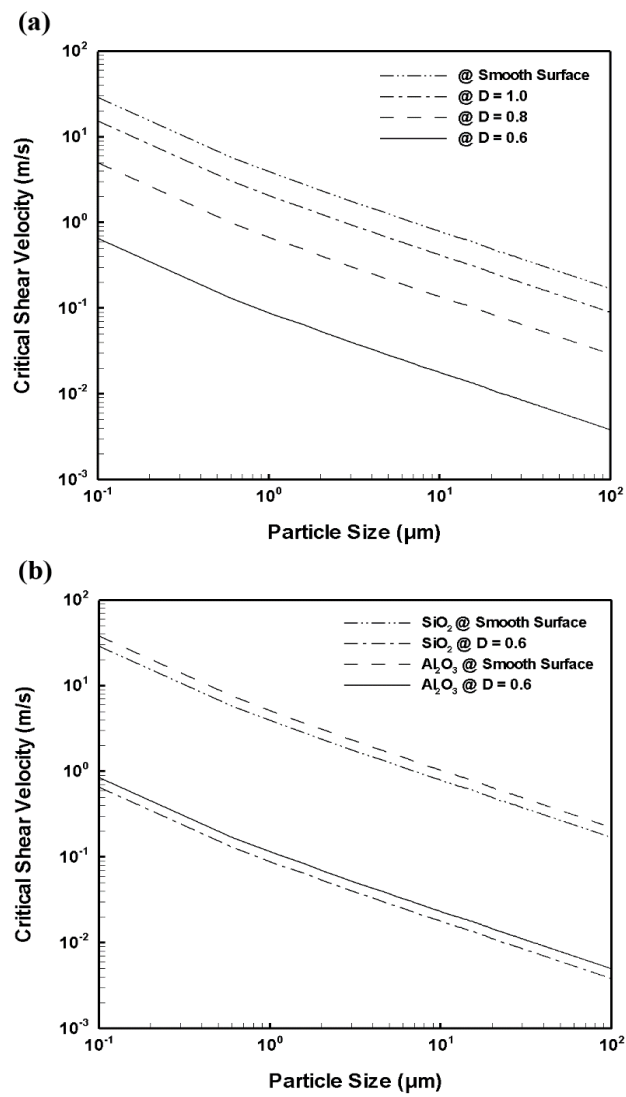 (a)
10²
@ Smooth Surface
@ D = 1.0
@ D = 0.8
@ D = 0.6
10¹
10⁰
10⁻¹
10⁻²
10⁻³
Critical Shear Velocity (m/s)
10⁻¹ 10⁰ 10¹ 10²
Particle Size (μm)
(b)
10²
SiO₂ @ Smooth Surface
SiO₂ @ D = 0.6
Al₂O₃ @ Smooth Surface
Al₂O₃ @ D = 0.6
10¹
10⁰
10⁻¹
10⁻²
10⁻³
Critical Shear Velocity (m/s)
10⁻¹ 10⁰ 10¹ 10²
Particle Size (μm)